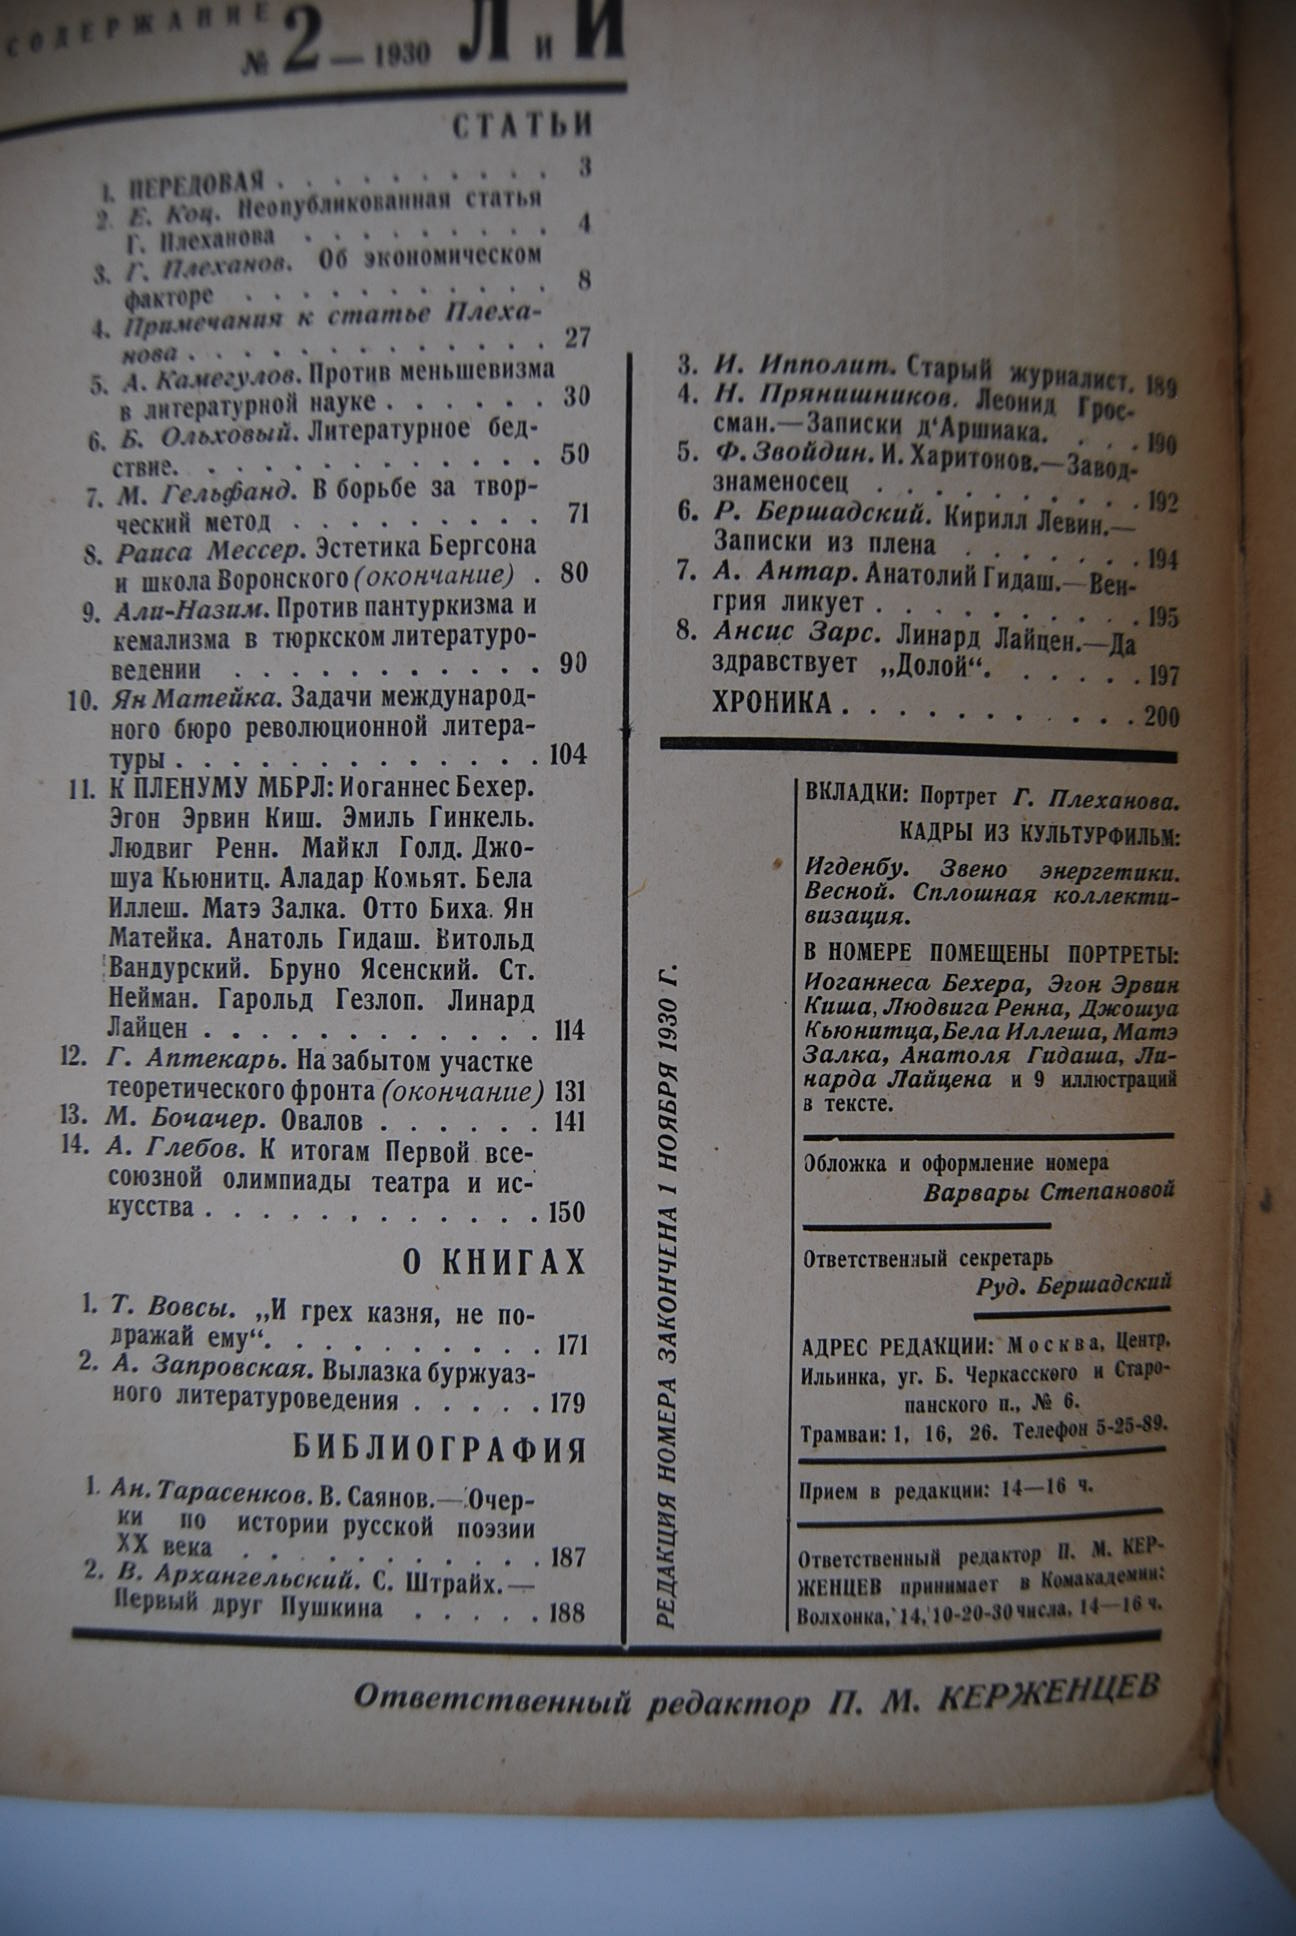 СОДЕРЖАНИЕ
№ 2 — 1930 Л и И
СТАТЬИ
1. ПЕРЕДОВАЯ . . . . . . . . . . 3
2. Е. Коц. Неопубликованная статья
Г. Плеханова . . . . . . . . . 4
3. Г. Плеханов. Об экономическом
факторе . . . . . . . . . . . 8
4. Примечания к статье Плеха-
нова . . . . . . . . . . . . . 27
5. А. Камегулов. Против меньшевизма
в литературной науке . . . . . . 30
6. Б. Ольховый. Литературное бед-
ствие. . . . . . . . . . . . . 50
7. М. Гельфанд. В борьбе за твор-
ческий метод . . . . . . . . . 71
8. Раиса Мессер. Эстетика Бергсона
и школа Воронского (окончание) . 80
9. Али-Назим. Против пантуркизма и
кемализма в тюркском литературо-
ведении . . . . . . . . . . . 90
10. Ян Матейка. Задачи международ-
ного бюро революционной литера-
туры . . . . . . . . . . . . . 104
11. К ПЛЕНУМУ МБРЛ: Иоганнес Бехер.
Эгон Эрвин Киш. Эмиль Гинкель.
Людвиг Ренн. Майкл Голд. Джо-
шуа Кьюнитц. Аладар Комьят. Бела
Иллеш. Матэ Залка. Отто Биха. Ян
Матейка. Анатоль Гидаш. Витольд
Вандурский. Бруно Ясенский. Ст.
Нейман. Гарольд Гезлоп. Линард
Лайцен . . . . . . . . . . . . 114
12. Г. Аптекарь. На забытом участке
теоретического фронта (окончание) 131
13. М. Бочачер. Овалов . . . . . . 141
14. А. Глебов. К итогам Первой все-
союзной олимпиады театра и ис-
кусства . . . . . . . . . . . . 150
О КНИГАХ
1. Т. Вовсы. „И грех казня, не по-
дражай ему“. . . . . . . . . . 171
2. А. Запровская. Вылазка буржуаз-
ного литературоведения . . . . . 179
БИБЛИОГРАФИЯ
1. Ан. Тарасенков. В. Саянов.—Очер-
ки по истории русской поэзии
XX века . . . . . . . . . . . 187
2. В. Архангельский. С. Штрайх.—
Первый друг Пушкина . . . . . 188
3. И. Ипполит. Старый журналист. 189
4. Н. Прянишников. Леонид Грос-
сман.—Записки д‘Аршиака. . . . 190
5. Ф. Звойдин. И. Харитонов.—Завод-
знаменосец . . . . . . . . . . 192
6. Р. Бершадский. Кирилл Левин.—
Записки из плена . . . . . . . 194
7. А. Антар. Анатолий Гидаш.—Вен-
грия ликует . . . . . . . . . . 195
8. Ансис Зарс. Линард Лайцен.—Да
здравствует „Долой“. . . . . . 197
ХРОНИКА . . . . . . . . . . . . 200
РЕДАКЦИЯ НОМЕРА ЗАКОНЧЕНА 1 НОЯБРЯ 1930 Г.
ВКЛАДКИ: Портрет Г. Плеханова.
КАДРЫ ИЗ КУЛЬТУРФИЛЬМ:
Игденбу. Звено энергетики.
Весной. Сплошная коллекти-
визация.
В НОМЕРЕ ПОМЕЩЕНЫ ПОРТРЕТЫ:
Иоганнеса Бехера, Эгон Эрвин
Киша, Людвига Ренна, Джошуа
Кьюнитца, Бела Иллеша, Матэ
Залка, Анатоля Гидаша, Ли-
нарда Лайцена и 9 иллюстраций
в тексте.
Обложка и оформление номера
Варвары Степановой
Ответственный секретарь
Руд. Бершадский
АДРЕС РЕДАКЦИИ: Москва, Центр,
Ильинка, уг. Б. Черкасского и Старо-
панского п., № 6.
Трамваи: 1, 16, 26. Телефон 5-25-89.
Прием в редакции: 14—16 ч.
Ответственный редактор П. М. КЕР-
ЖЕНЦЕВ принимает в Комакадемии:
Волхонка, 14, 10-20-30 числа, 14—16 ч.
Ответственный редактор П. М. КЕРЖЕНЦЕВ